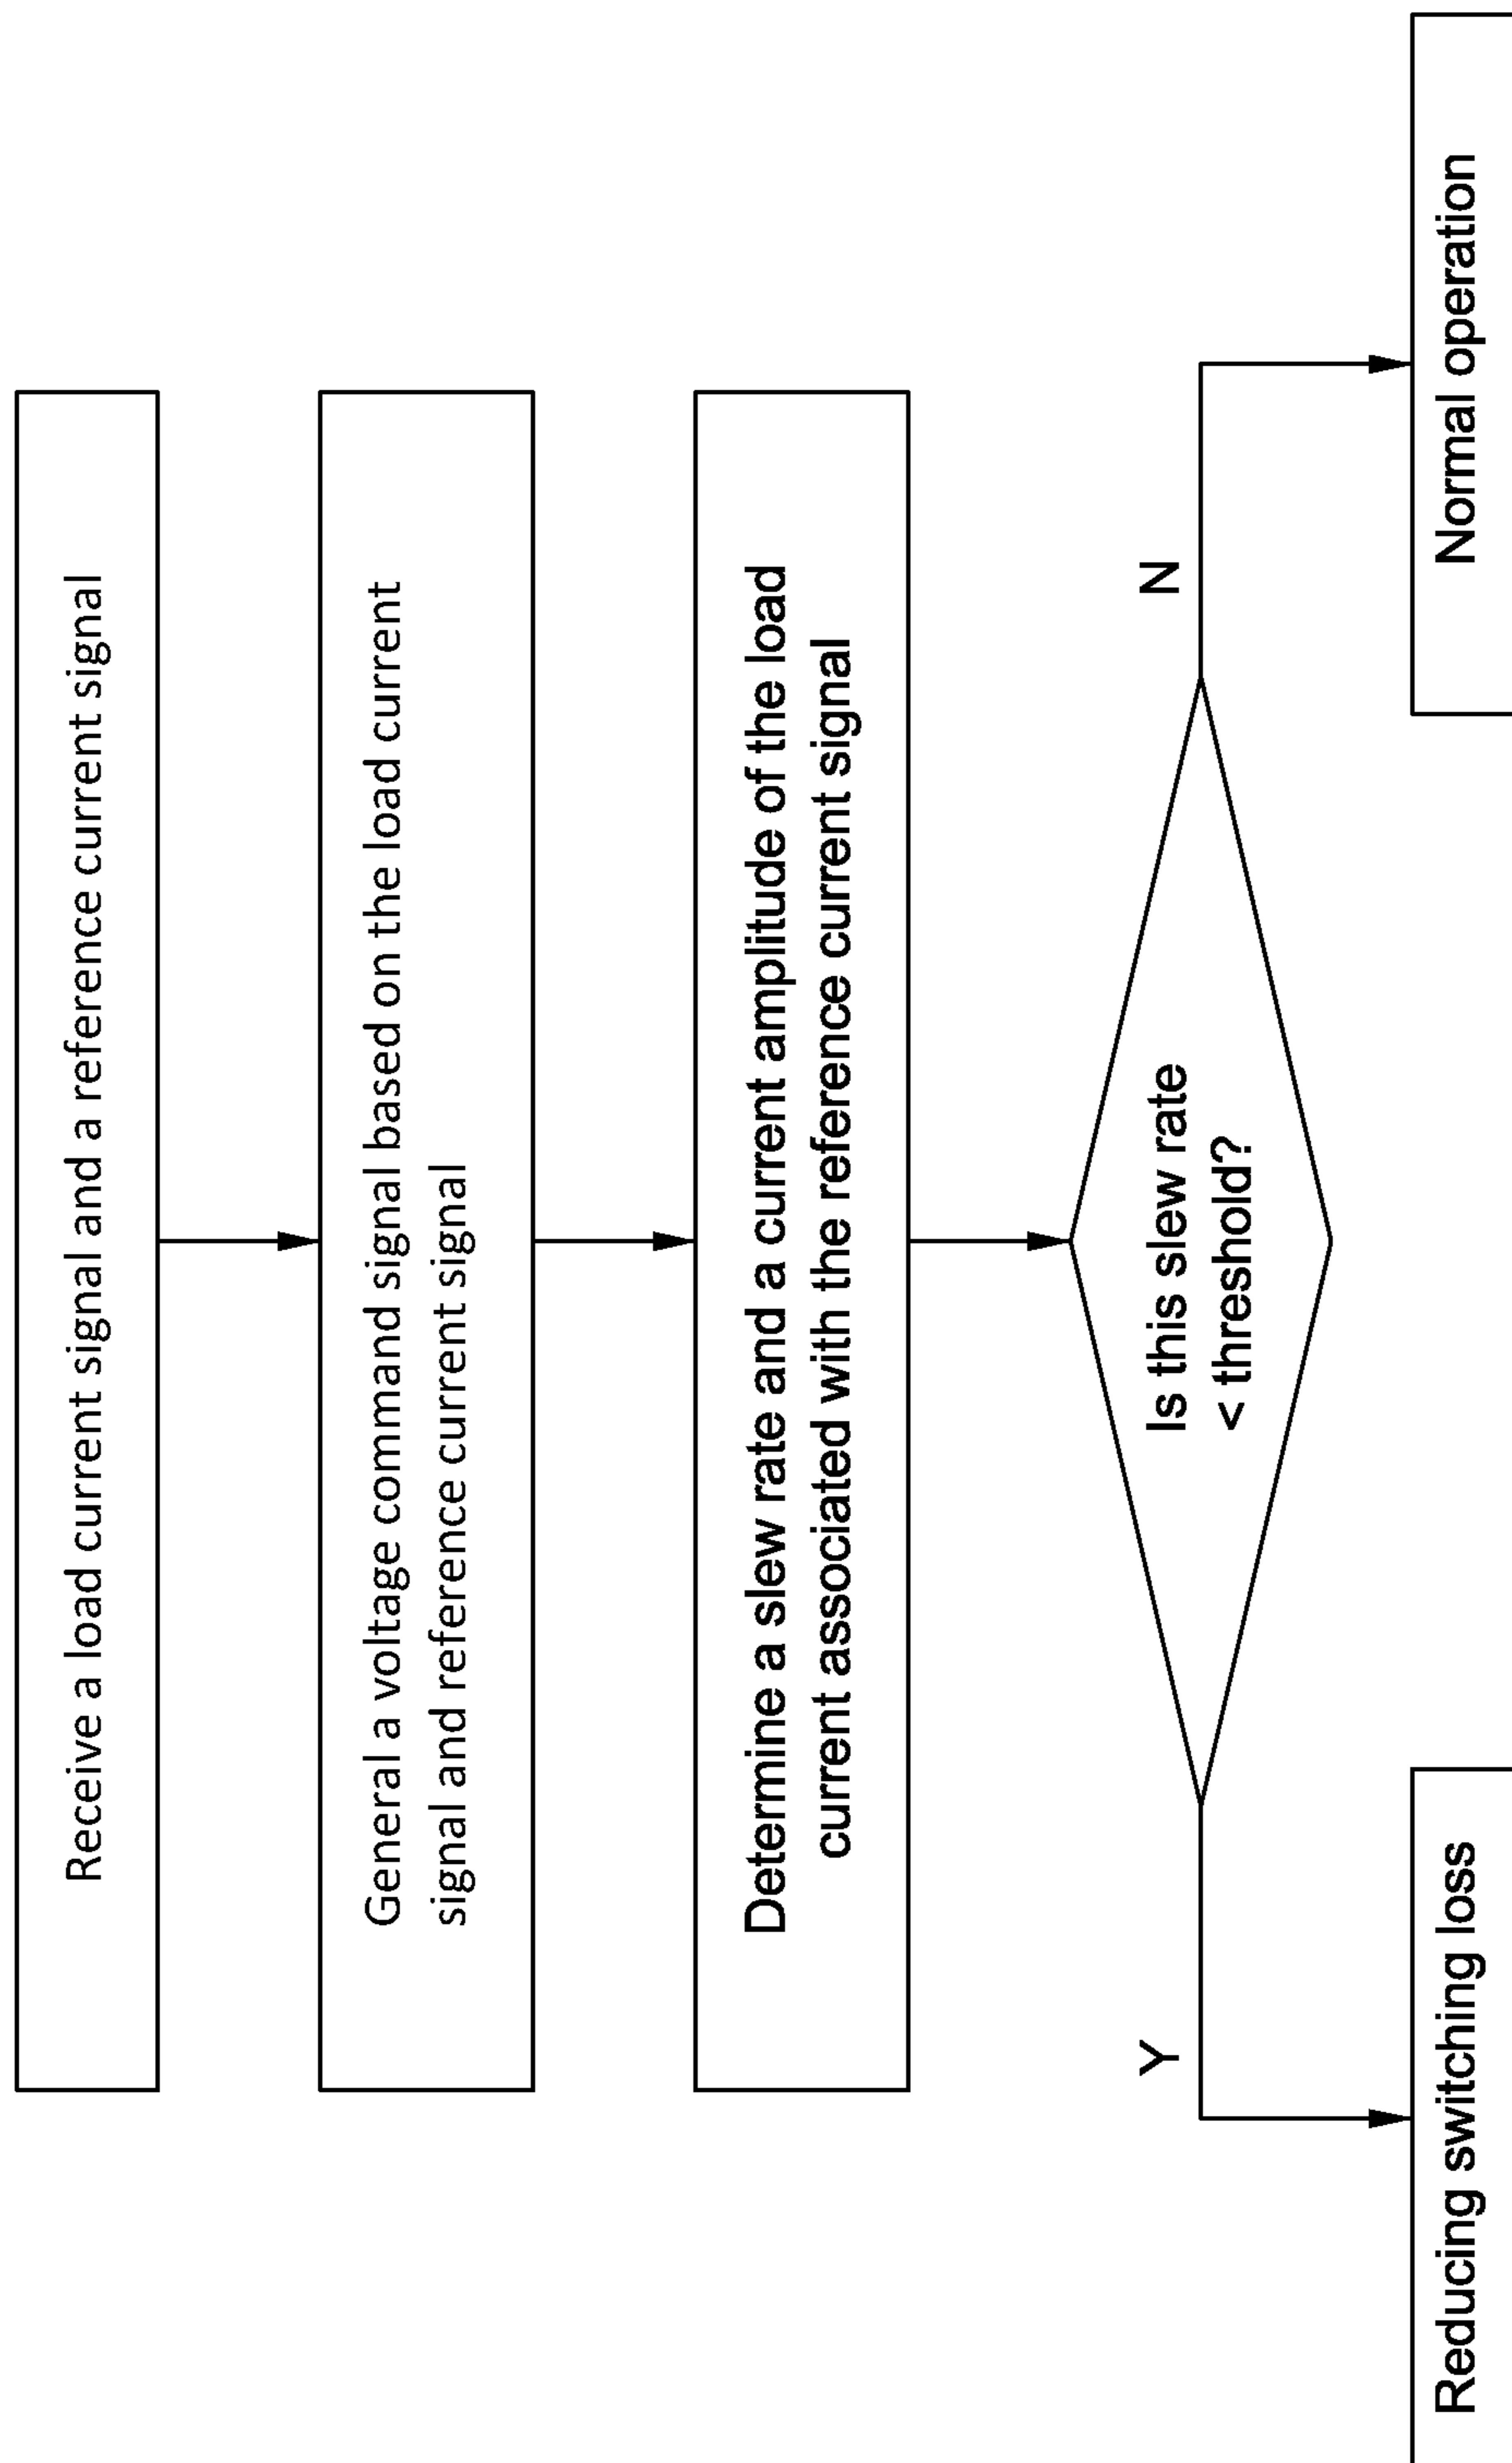 Receive a load current signal and a reference current signal
General a voltage command signal based on the load current
signal and reference current signal
Determine a slew rate and a current amplitude of the load
current associated with the reference current signal
Is this slew rate
< threshold?
Y
N
Reducing switching loss
Normal operation